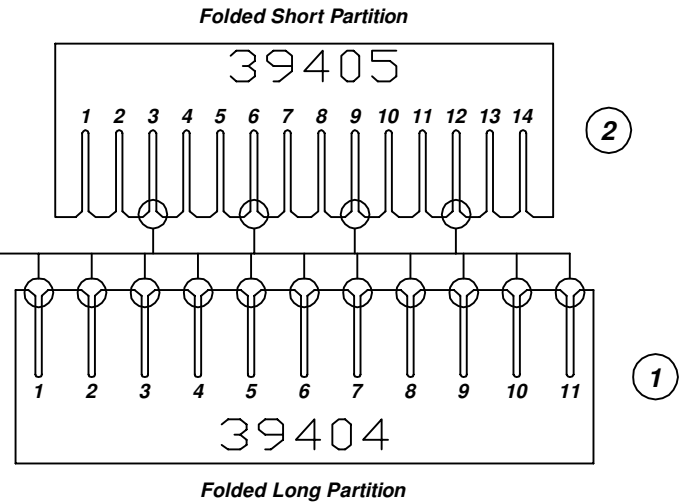 Folded Short Partition
39405
1 2 3 4 5 6 7 8 9 10 11 12 13 14
2
1 2 3 4 5 6 7 8 9 10 11
1
39404
Folded Long Partition